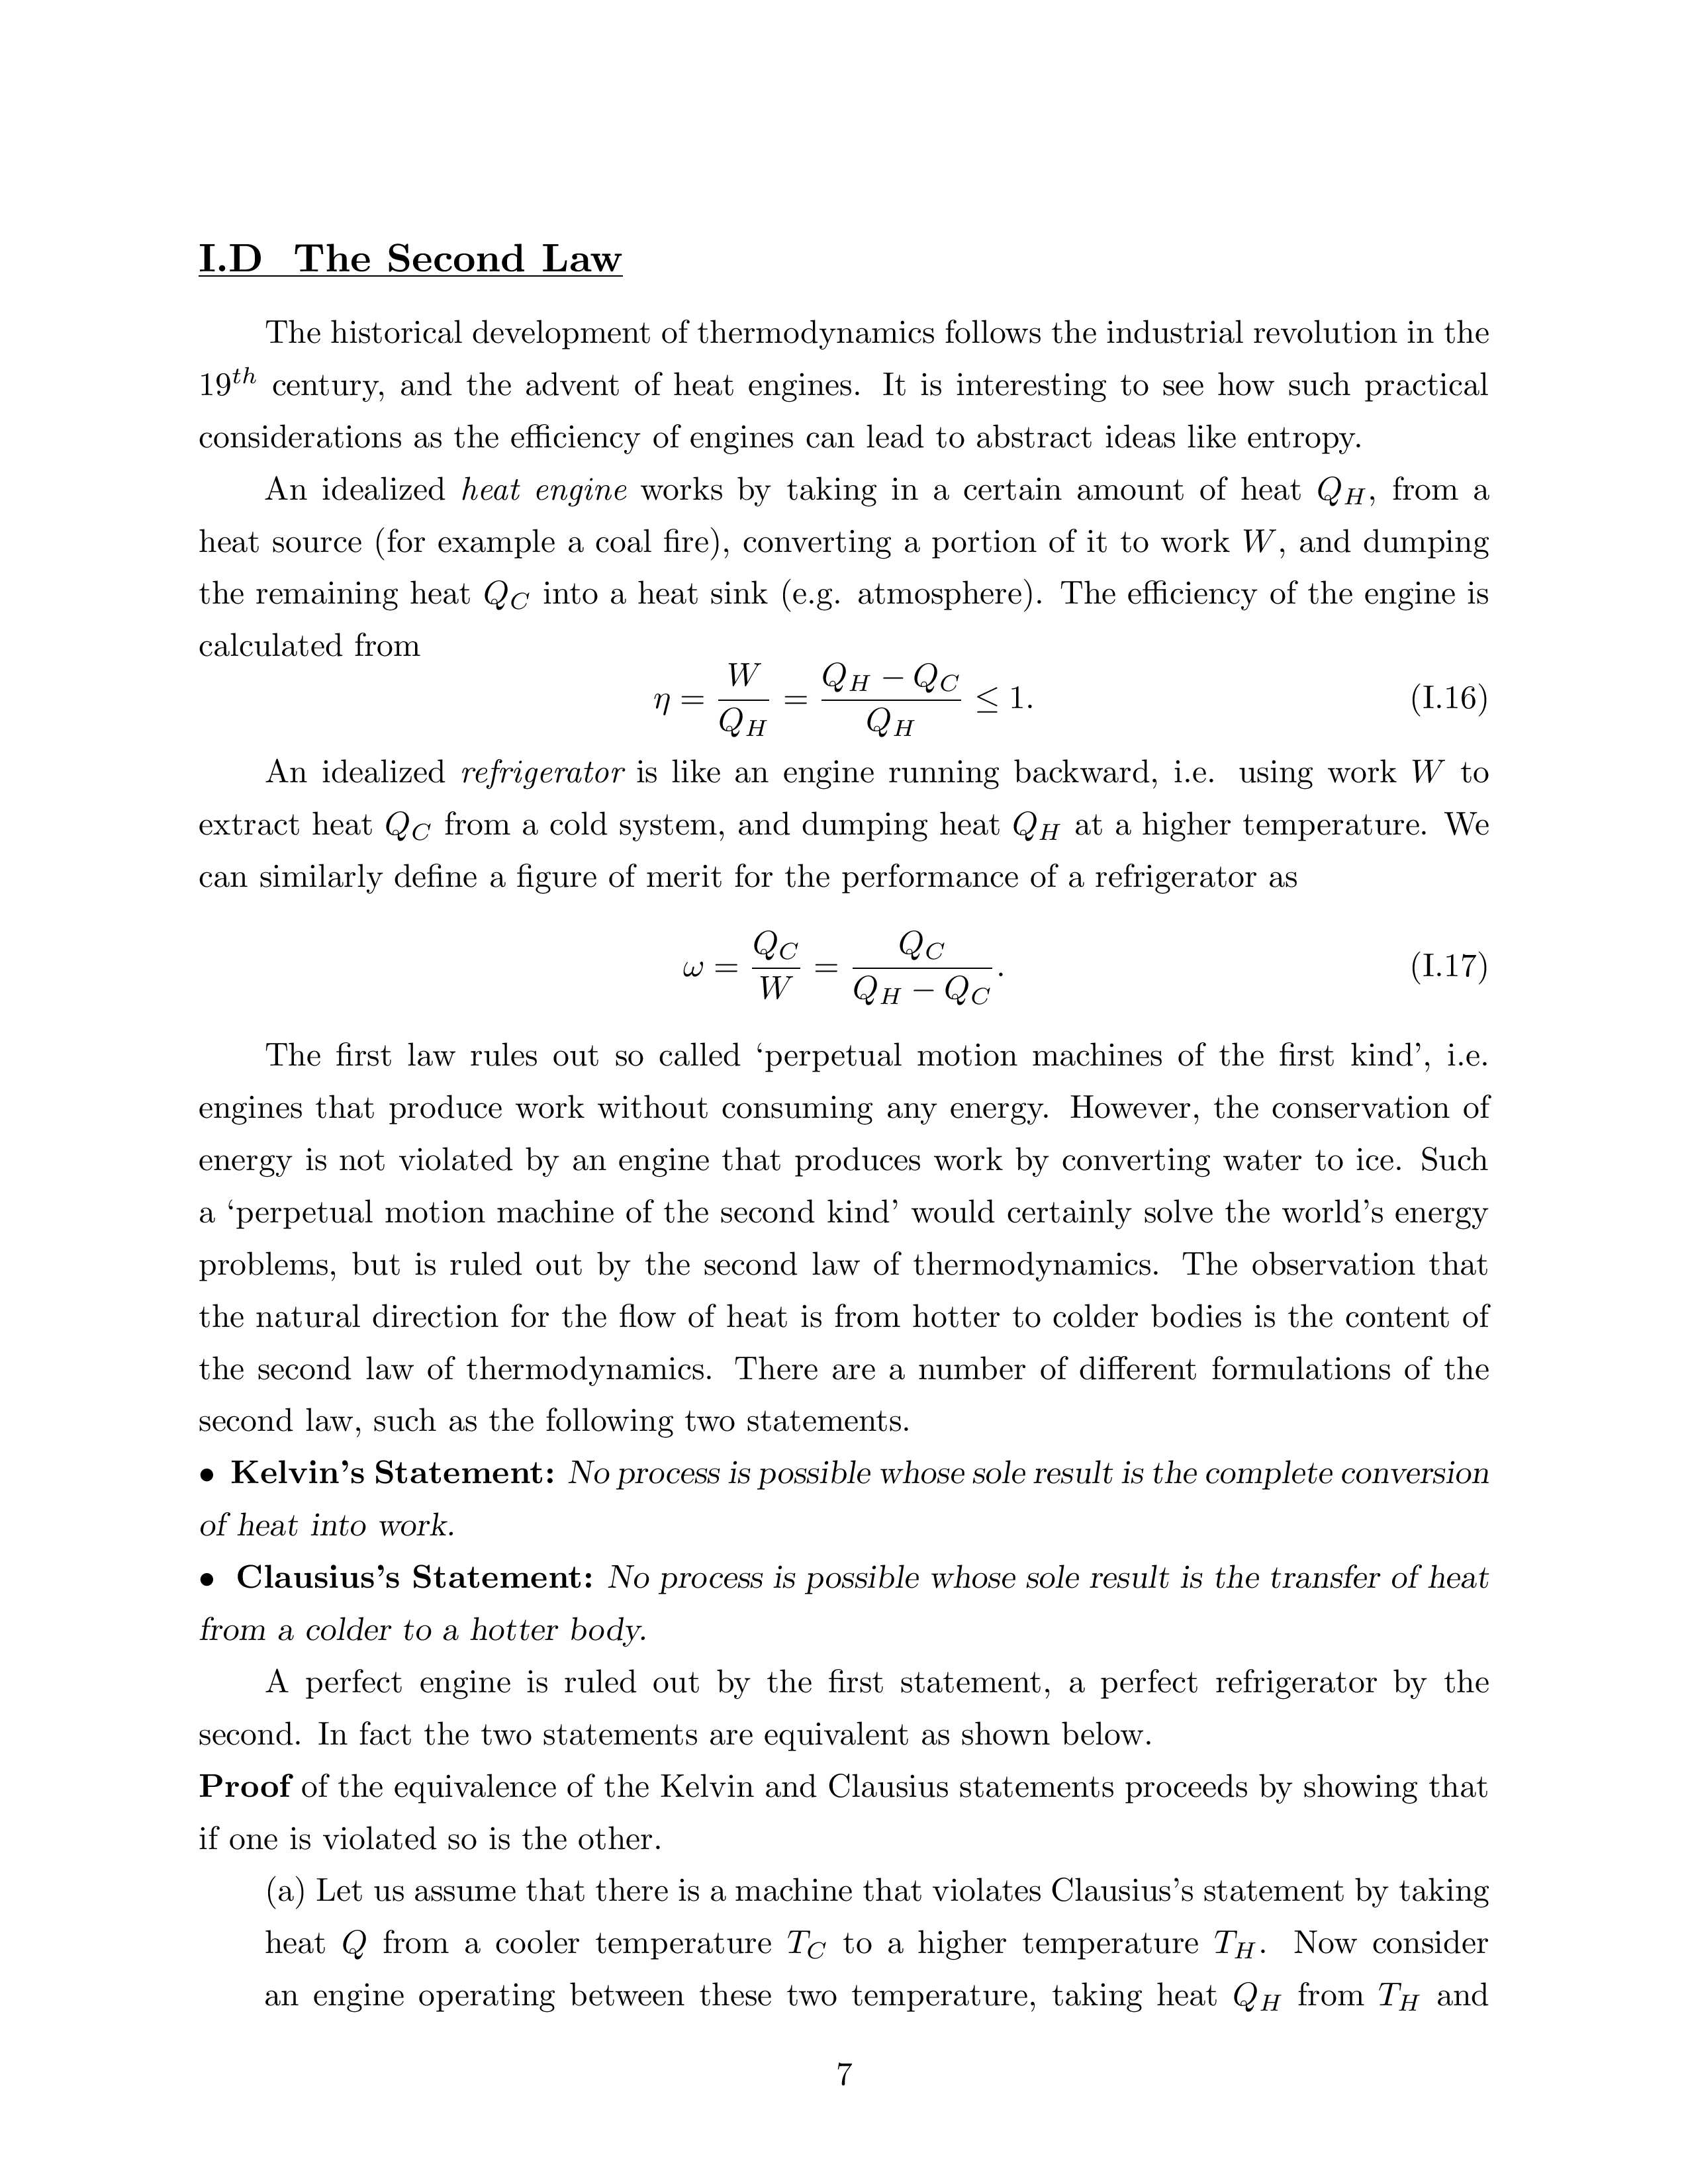 I.D The Second Law
The historical development of thermodynamics follows the industrial revolution in the
19^{th} century, and the advent of heat engines. It is interesting to see how such practical
considerations as the efficiency of engines can lead to abstract ideas like entropy.
An idealized heat engine works by taking in a certain amount of heat Q_H, from a
heat source (for example a coal fire), converting a portion of it to work W, and dumping
the remaining heat Q_C into a heat sink (e.g. atmosphere). The efficiency of the engine is
calculated from
η = \frac{W}{Q_H} = \frac{Q_H − Q_C}{Q_H} ≤ 1. (I.16)
An idealized refrigerator is like an engine running backward, i.e. using work W to
extract heat Q_C from a cold system, and dumping heat Q_H at a higher temperature. We
can similarly define a figure of merit for the performance of a refrigerator as
ω = \frac{Q_C}{W} = \frac{Q_C}{Q_H − Q_C}. (I.17)
The first law rules out so called ‘perpetual motion machines of the first kind’, i.e.
engines that produce work without consuming any energy. However, the conservation of
energy is not violated by an engine that produces work by converting water to ice. Such
a ‘perpetual motion machine of the second kind’ would certainly solve the world’s energy
problems, but is ruled out by the second law of thermodynamics. The observation that
the natural direction for the flow of heat is from hotter to colder bodies is the content of
the second law of thermodynamics. There are a number of different formulations of the
second law, such as the following two statements.
• Kelvin’s Statement: No process is possible whose sole result is the complete conversion
of heat into work.
• Clausius’s Statement: No process is possible whose sole result is the transfer of heat
from a colder to a hotter body.
A perfect engine is ruled out by the first statement, a perfect refrigerator by the
second. In fact the two statements are equivalent as shown below.
Proof of the equivalence of the Kelvin and Clausius statements proceeds by showing that
if one is violated so is the other.
(a) Let us assume that there is a machine that violates Clausius’s statement by taking
heat Q from a cooler temperature T_C to a higher temperature T_H. Now consider
an engine operating between these two temperature, taking heat Q_H from T_H and
7